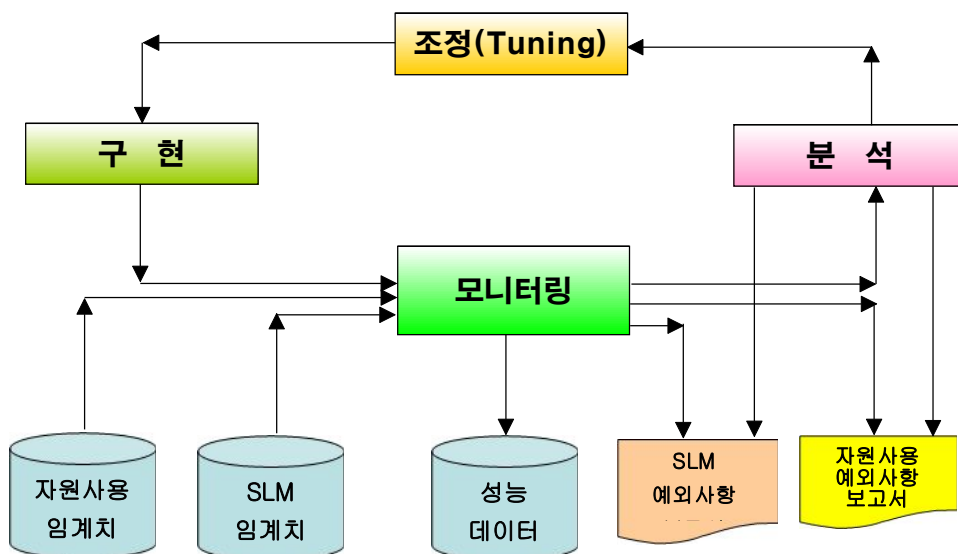 조정(Tuning)
구 현
분 석
모니터링
자원사용
임계치
SLM
임계치
성능
데이터
SLM
예외사항
자원사용
예외사항
보고서